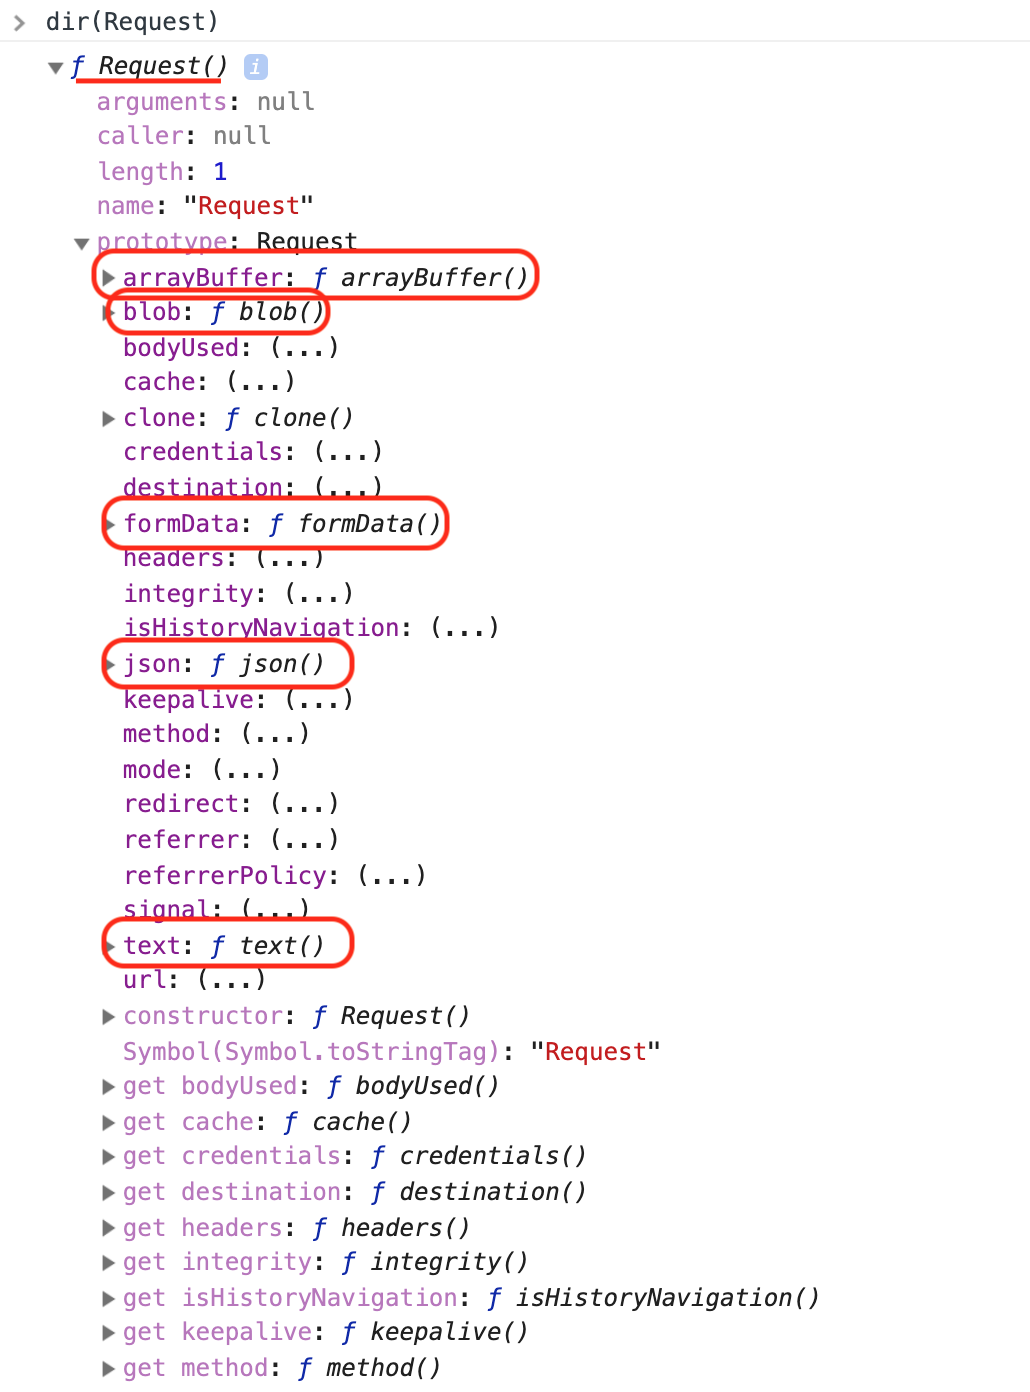 > dir(Request)
▼ ƒ Request() i
arguments: null
caller: null
length: 1
name: "Request"
▼ prototype: Request
▶ arrayBuffer: ƒ arrayBuffer()
▶ blob: ƒ blob()
bodyUsed: (...)
cache: (...)
▶ clone: ƒ clone()
credentials: (...)
destination: (...)
▶ formData: ƒ formData()
headers: (...)
integrity: (...)
isHistoryNavigation: (...)
▶ json: ƒ json()
keepalive: (...)
method: (...)
mode: (...)
redirect: (...)
referrer: (...)
referrerPolicy: (...)
signal: (...)
▶ text: ƒ text()
url: (...)
▶ constructor: ƒ Request()
Symbol(Symbol.toStringTag): "Request"
▶ get bodyUsed: ƒ bodyUsed()
▶ get cache: ƒ cache()
▶ get credentials: ƒ credentials()
▶ get destination: ƒ destination()
▶ get headers: ƒ headers()
▶ get integrity: ƒ integrity()
▶ get isHistoryNavigation: ƒ isHistoryNavigation()
▶ get keepalive: ƒ keepalive()
▶ get method: ƒ method()